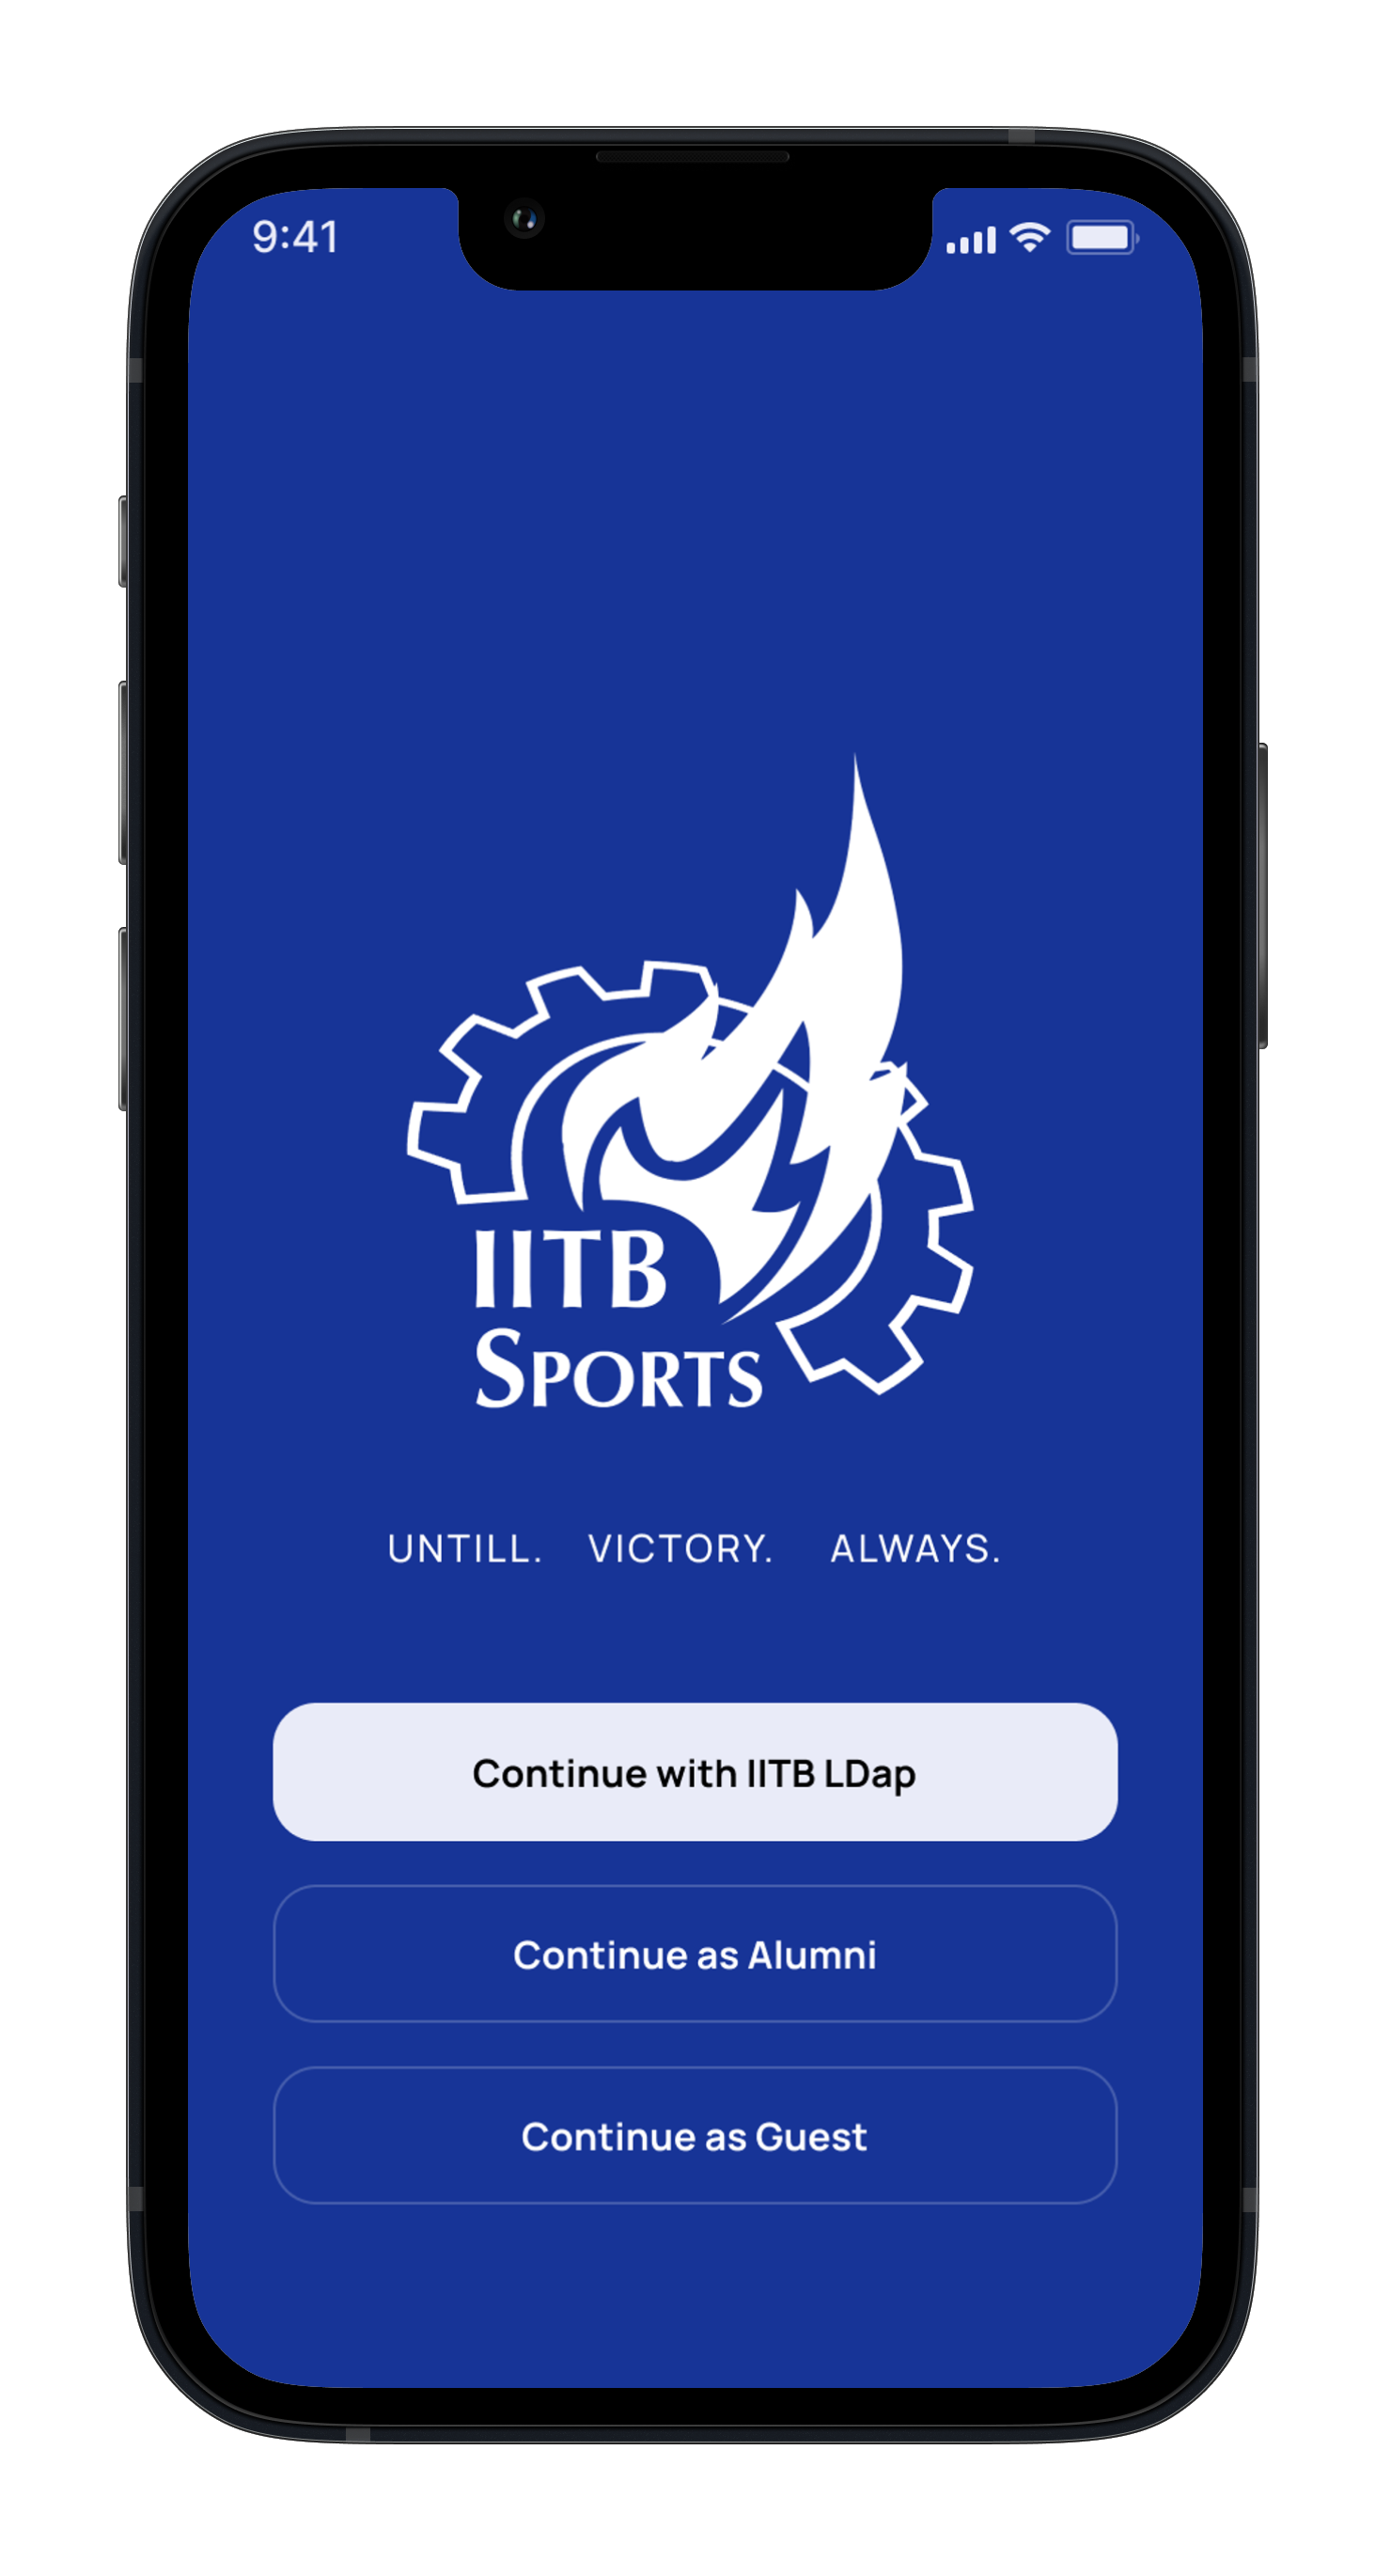 9:41
IITB
SPORTS
UNTILL. VICTORY. ALWAYS.
Continue with IITB LDap
Continue as Alumni
Continue as Guest